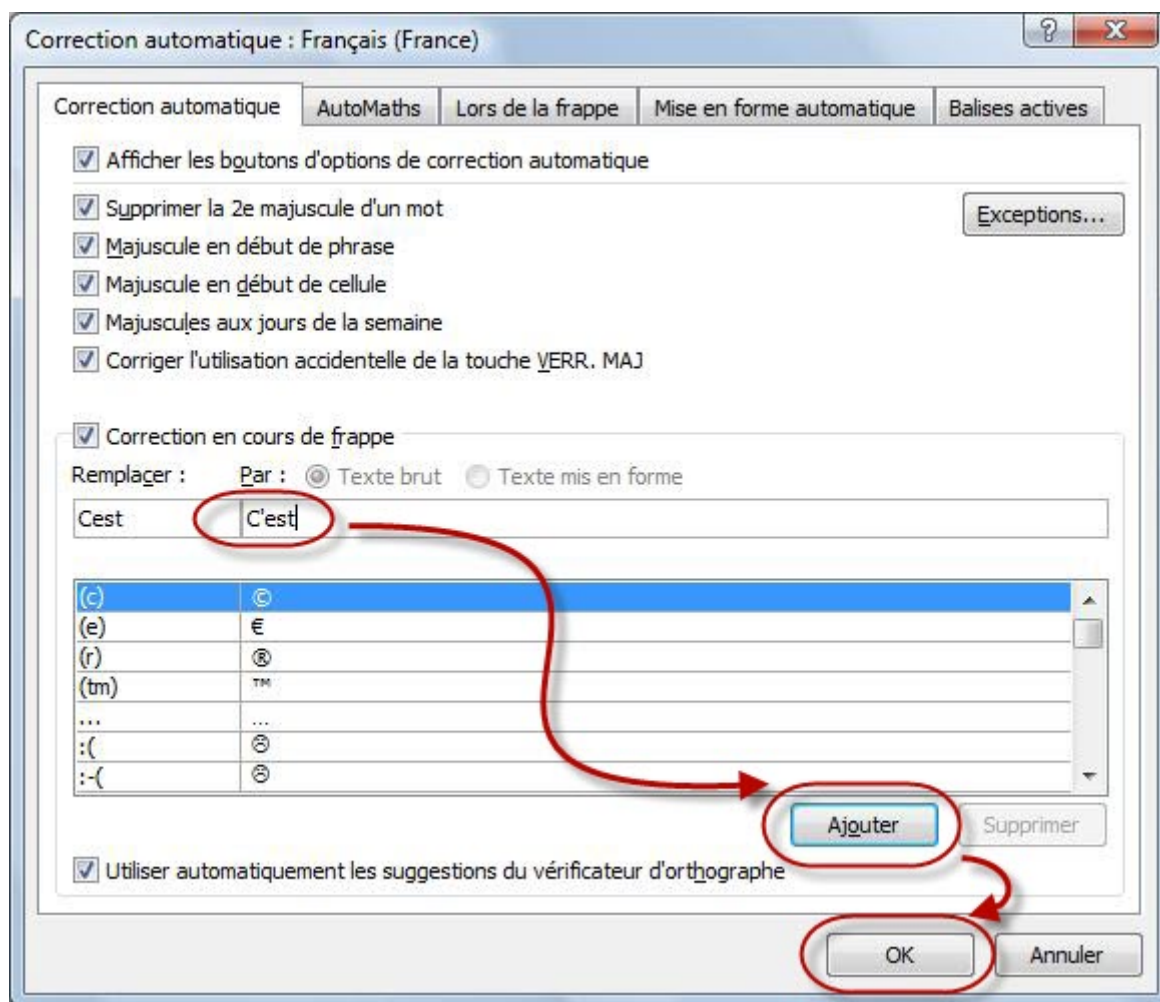 Correction automatique : Français (France)
Correction automatique AutoMaths Lors de la frappe Mise en forme automatique Balises actives
Afficher les boutons d'options de correction automatique
Supprimer la 2e majuscule d'un mot
Exceptions...
Majuscule en début de phrase
Majuscule en début de cellule
Majuscules aux jours de la semaine
Corriger l'utilisation accidentelle de la touche VERR. MAJ
Correction en cours de frappe
Remplacer : Par : Texte brut Texte mis en forme
Cest C'est
(c) ©
(e) €
(r) ®
(tm) ™
... …
:( ☹
:-( ☹
Ajouter Supprimer
Utiliser automatiquement les suggestions du vérificateur d'orthographe
OK Annuler